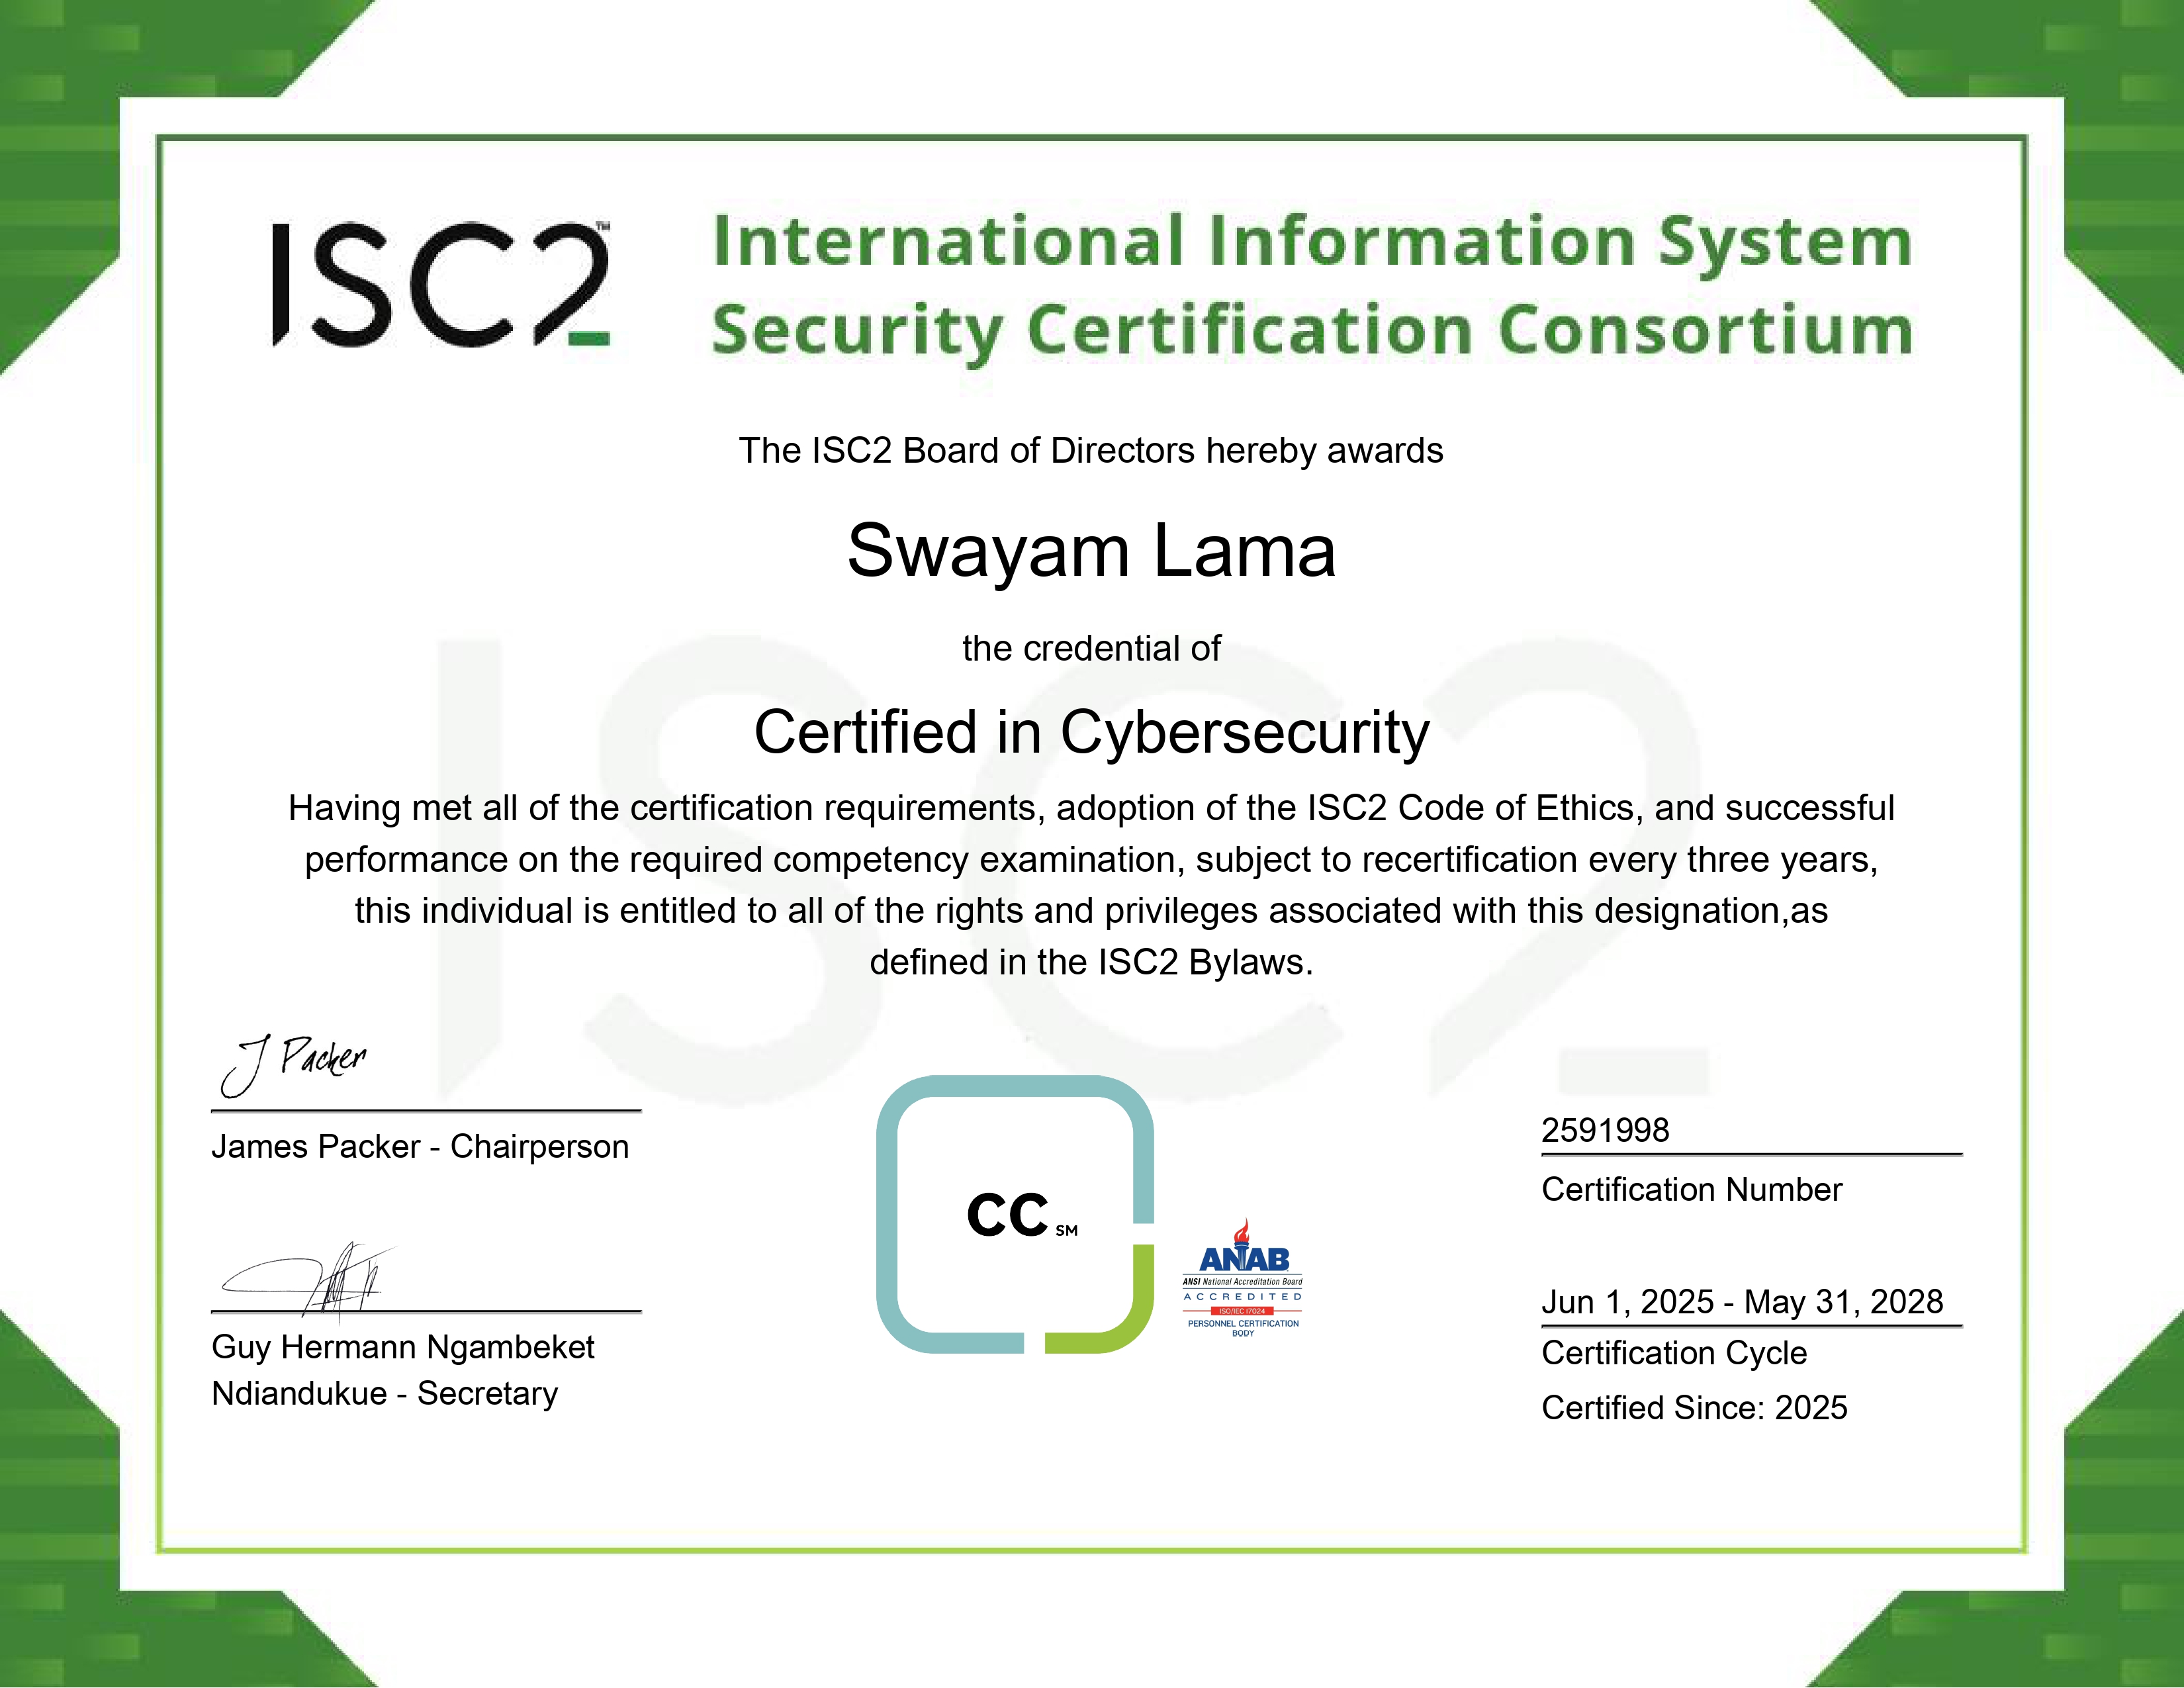 ISC2™
International Information System
Security Certification Consortium
The ISC2 Board of Directors hereby awards
Swayam Lama
the credential of
Certified in Cybersecurity
Having met all of the certification requirements, adoption of the ISC2 Code of Ethics, and successful
performance on the required competency examination, subject to recertification every three years,
this individual is entitled to all of the rights and privileges associated with this designation,as
defined in the ISC2 Bylaws.
ISC2
J Packer
James Packer - Chairperson
Guy Hermann Ngambeket
Ndiandukue - Secretary
CC SM
ANAB
ANSI National Accreditation Board
ACCREDITED
ISO/IEC 17024
PERSONNEL CERTIFICATION
BODY
2591998
Certification Number
Jun 1, 2025 - May 31, 2028
Certification Cycle
Certified Since: 2025